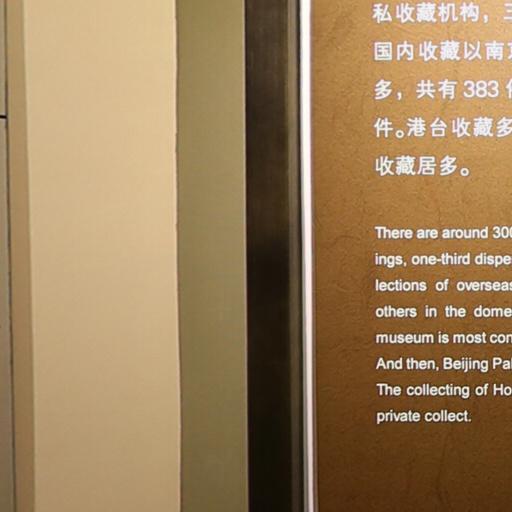 私收藏机构，三
国内收藏以南京
多，共有 383 件
件。港台收藏多
收藏居多。
There are around 300
ings, one-third dispe
lections of overseas
others in the dome
museum is most con
And then, Beijing Pal
The collecting of Ho
private collect.